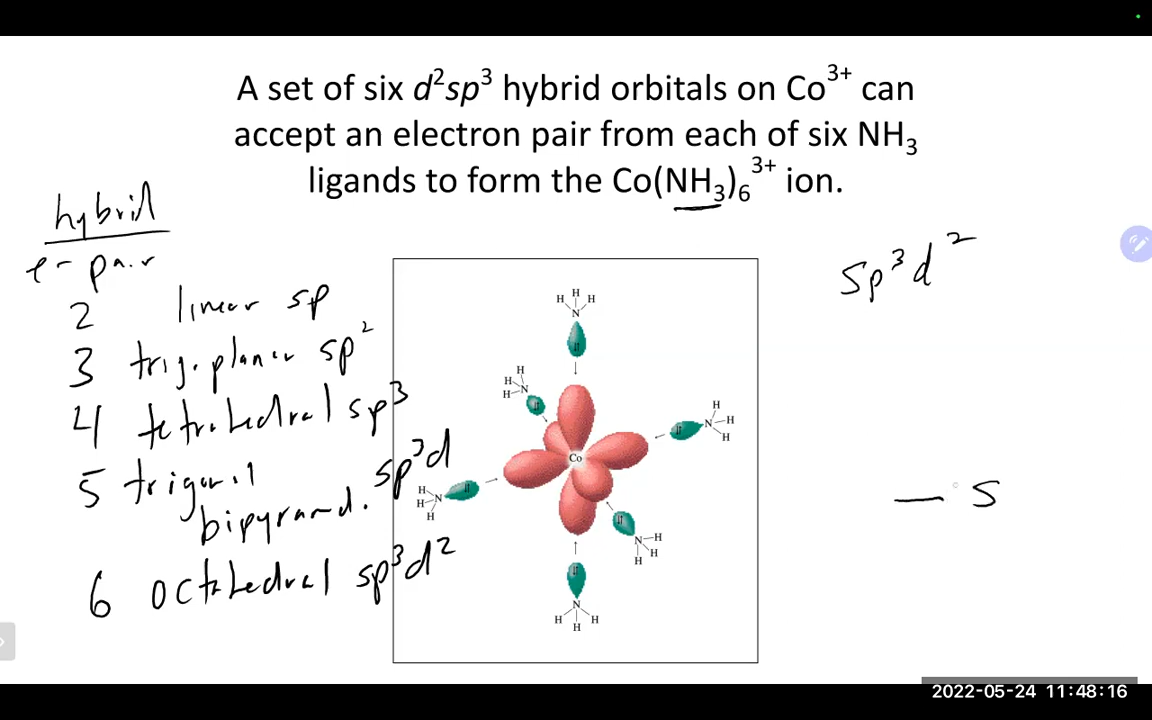 A set of six d²sp³ hybrid orbitals on Co³⁺ can
accept an electron pair from each of six NH₃
ligands to form the Co(NH₃)₆³⁺ ion.
hybrid
e- pair
2 linear sp
3 trig. planar sp²
4 tetrahedral sp³
5 trigonal
bipyramid. sp³d
6 octahedral sp³d²
sp³d²
— s
H
H H
N
H
H N
H
H
N H
H
Co
H
N
H
H
N H
H
H
N
H H
H
2022-05-24 11:48:16